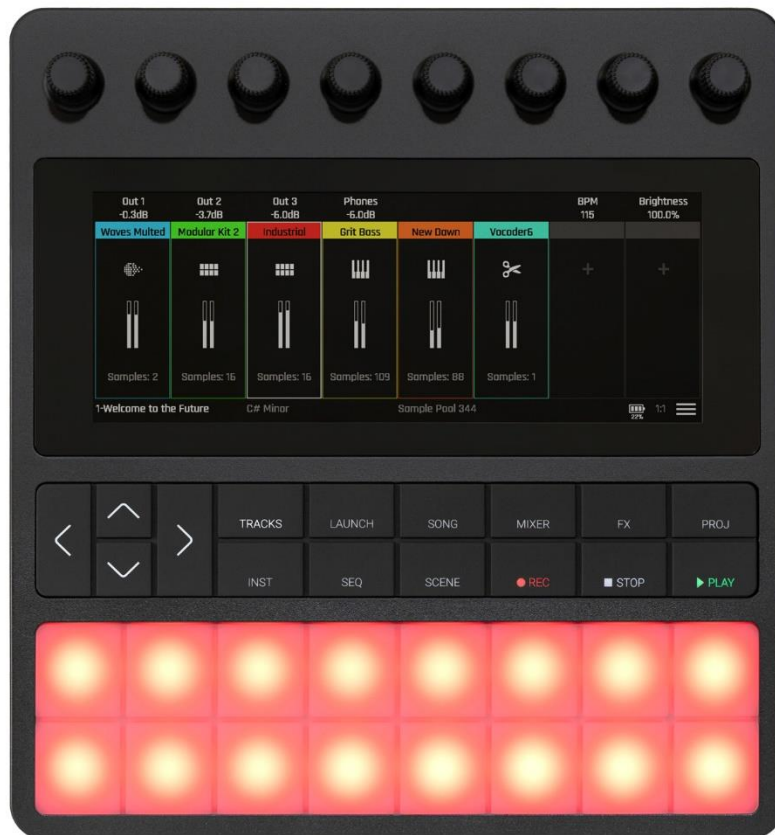 Out 1 Out 2 Out 3 Phones BPM Brightness
-0.3dB -3.7dB -6.0dB -6.0dB 115 100.0%
Waves Multed Modular Kit 2 Industrial Grit Bass New Dawn Vocoder6
Samples: 2 Samples: 16 Samples: 16 Samples: 109 Samples: 88 Samples: 1
1-Welcome to the Future C# Minor Sample Pool 344 22% 1:1
TRACKS LAUNCH SONG MIXER FX PROJ
INST SEQ SCENE REC STOP PLAY